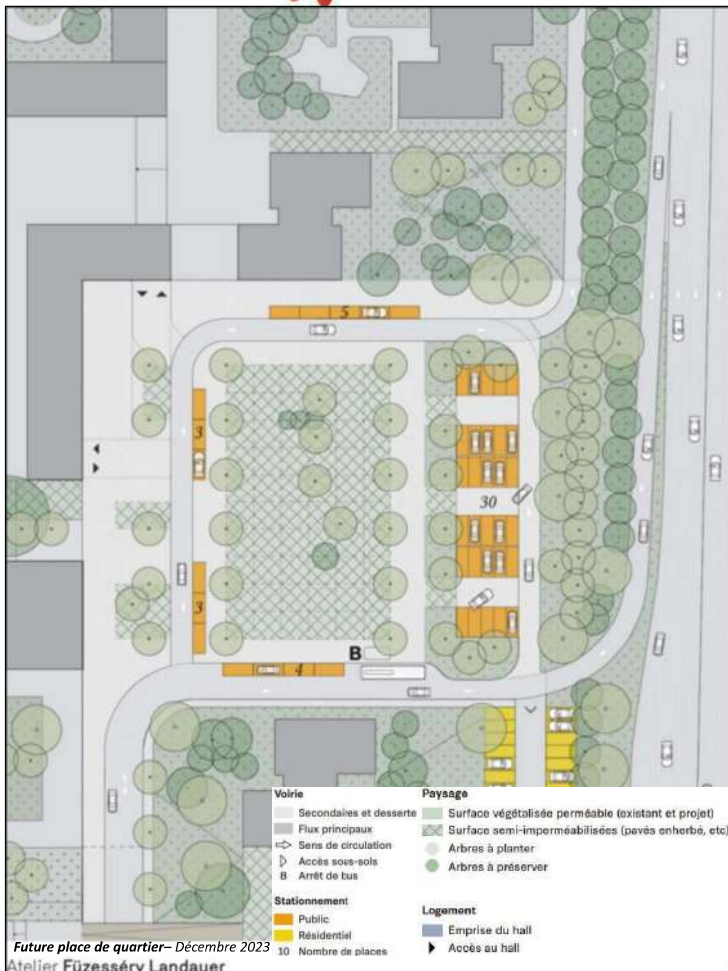 5
3
30
3
B
4
Voirie
Secondaires et desserte
Flux principaux
Sens de circulation
Accès sous-sols
B Arrêt de bus
Stationnement
Public
Résidentiel
10 Nombre de places
Paysage
Surface végétalisée perméable (existant et projet)
Surface semi-imperméabilisées (pavés enherbé, etc)
Arbres à planter
Arbres à préserver
Logement
Emprise du hall
Accès au hall
Future place de quartier– Décembre 2023
Atelier Füzesséry Landauer